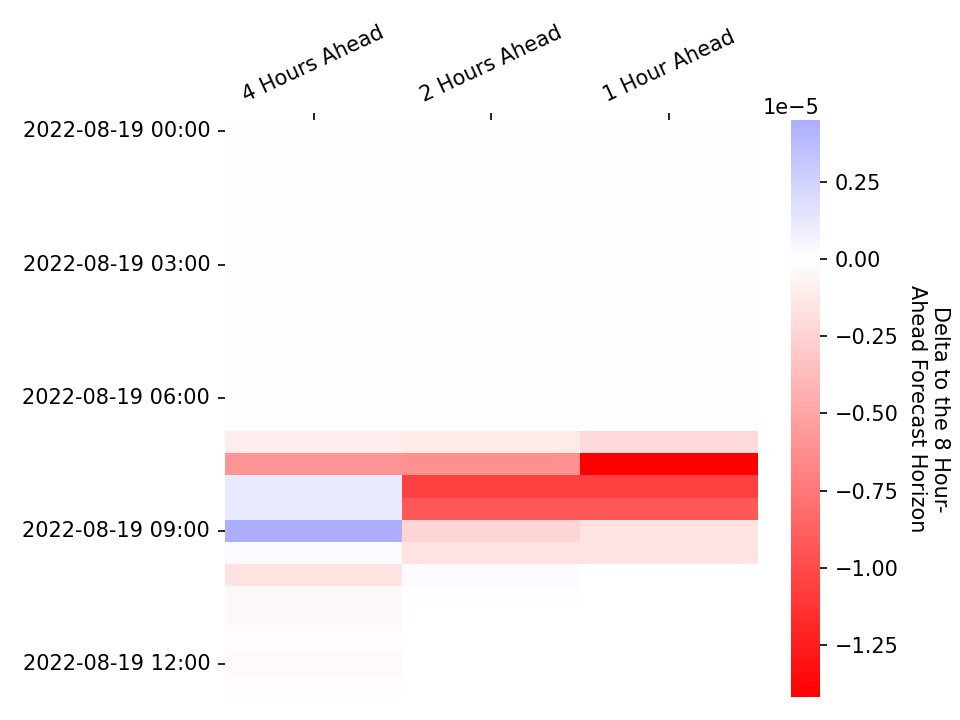 4 Hours Ahead
2 Hours Ahead
1 Hour Ahead
1e−5
2022-08-19 00:00
2022-08-19 03:00
2022-08-19 06:00
2022-08-19 09:00
2022-08-19 12:00
0.25
0.00
−0.25
−0.50
−0.75
−1.00
−1.25
Delta to the 8 Hour-
Ahead Forecast Horizon